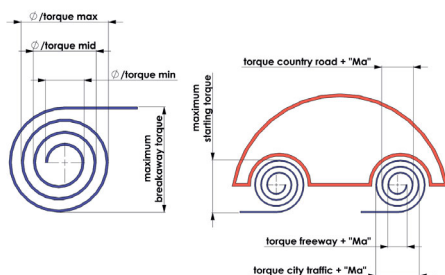 ∅/torque max
∅/torque mid
∅/torque min
maximum
breakaway torque
torque country road + "Ma"
maximum
starting torque
torque freeway + "Ma"
torque city traffic + "Ma"